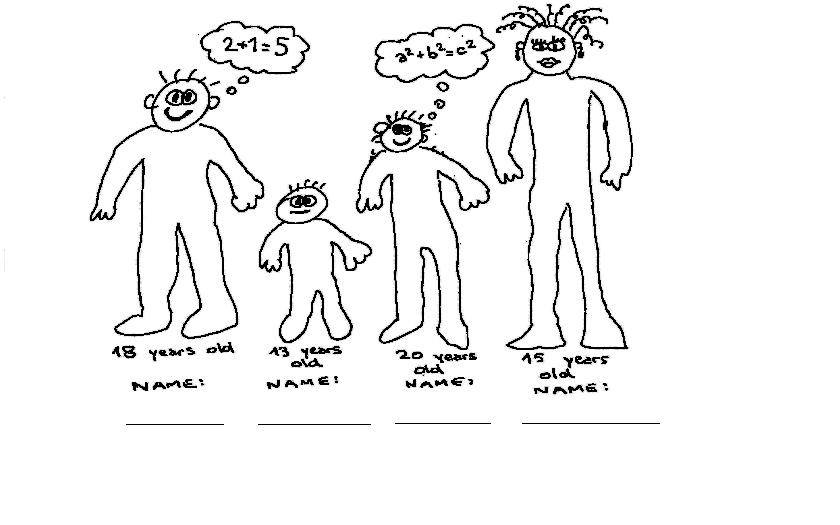 2+1=5
a²+b²=c²
18 years old
NAME:
13 years
old
NAME:
20 years
old
NAME:
15 years
old
NAME: